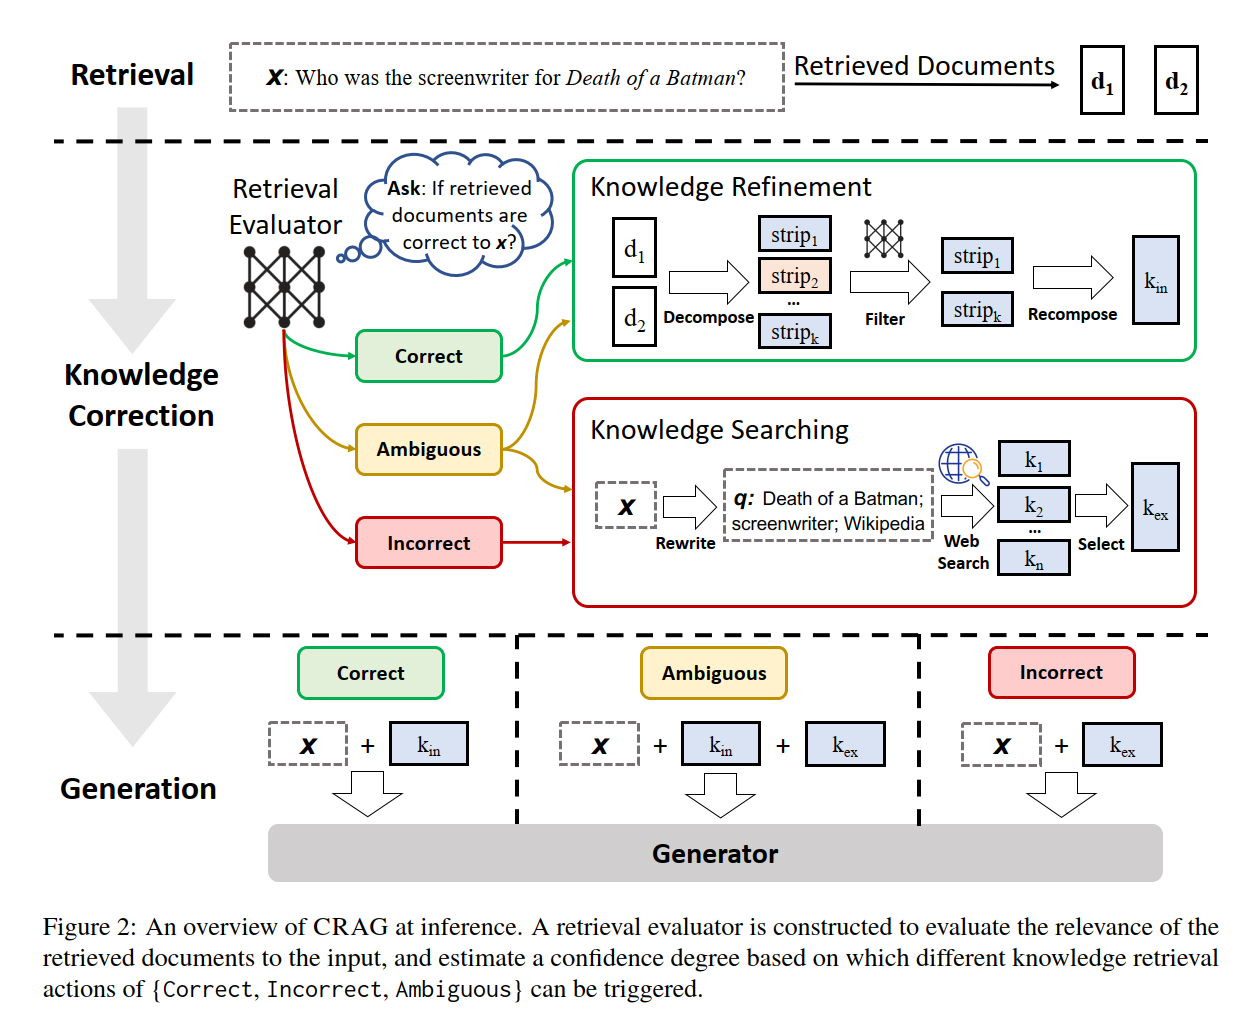 Retrieval
x: Who was the screenwriter for Death of a Batman?
Retrieved Documents
d1
d2
Retrieval
Evaluator
Ask: If retrieved
documents are
correct to x?
Knowledge
Correction
Correct
Ambiguous
Incorrect
Knowledge Refinement
d1
d2
Decompose
strip1
strip2
...
stripk
Filter
strip1
stripk
Recompose
kin
Knowledge Searching
x
Rewrite
q: Death of a Batman;
screenwriter; Wikipedia
Web
Search
k1
k2
...
kn
Select
kex
Generation
Correct
x + kin
Ambiguous
x + kin + kex
Incorrect
x + kex
Generator
Figure 2: An overview of CRAG at inference. A retrieval evaluator is constructed to evaluate the relevance of the
retrieved documents to the input, and estimate a confidence degree based on which different knowledge retrieval
actions of {Correct, Incorrect, Ambiguous} can be triggered.